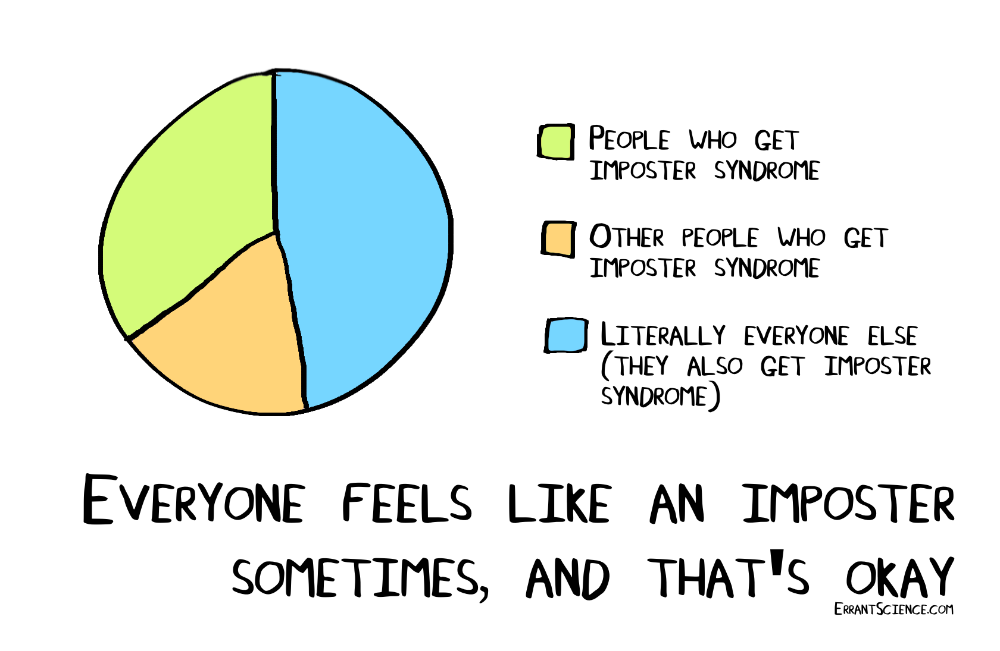 People who get
imposter syndrome
Other people who get
imposter syndrome
Literally everyone else
(they also get imposter
syndrome)
Everyone feels like an imposter
sometimes, and that's okay
ErrantScience.com